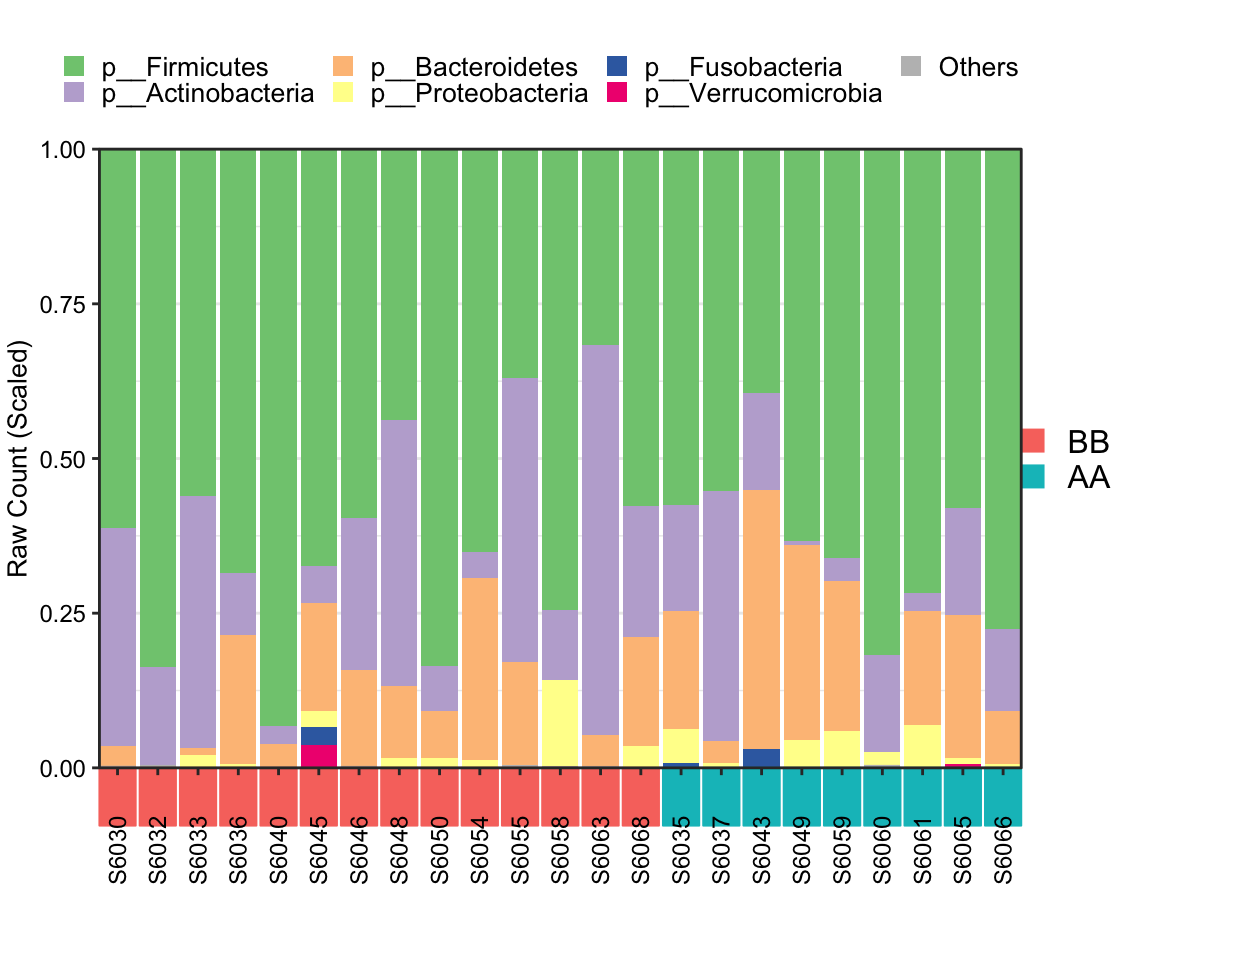 p__Firmicutes p__Bacteroidetes p__Fusobacteria Others
p__Actinobacteria p__Proteobacteria p__Verrucomicrobia
Raw Count (Scaled)
1.00
0.75
0.50
0.25
0.00
BB
AA
S6030 S6032 S6033 S6036 S6040 S6045 S6046 S6048 S6050 S6054 S6055 S6058 S6063 S6068 S6035 S6037 S6043 S6049 S6059 S6060 S6061 S6065 S6066